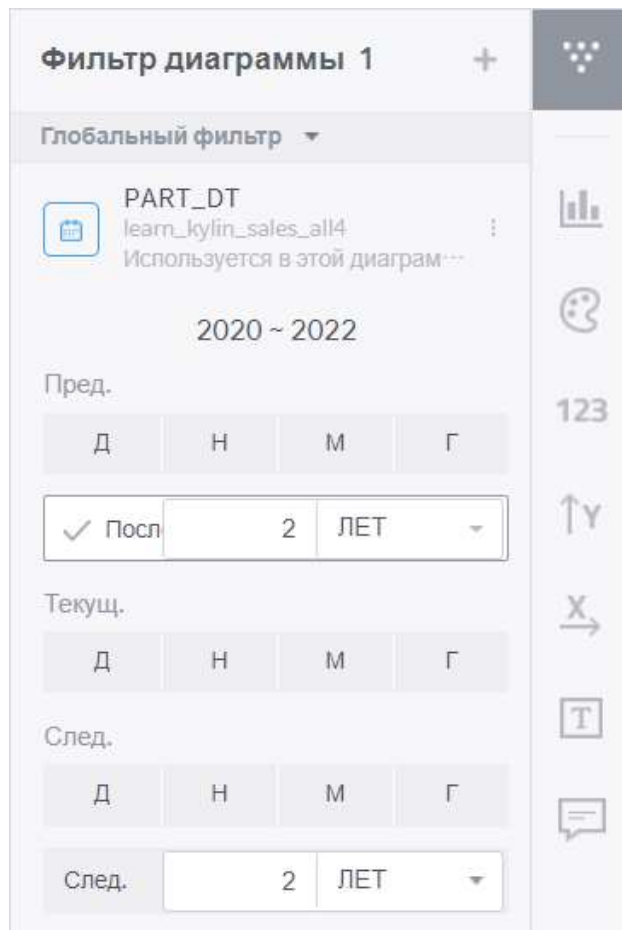 Фильтр диаграммы 1
Глобальный фильтр
PART_DT
learn_kylin_sales_all4
Используется в этой диаграм...
2020 ~ 2022
Пред.
Д Н М Г
Посл 2 ЛЕТ
Текущ.
Д Н М Г
След.
Д Н М Г
След. 2 ЛЕТ
123
Y
X
T